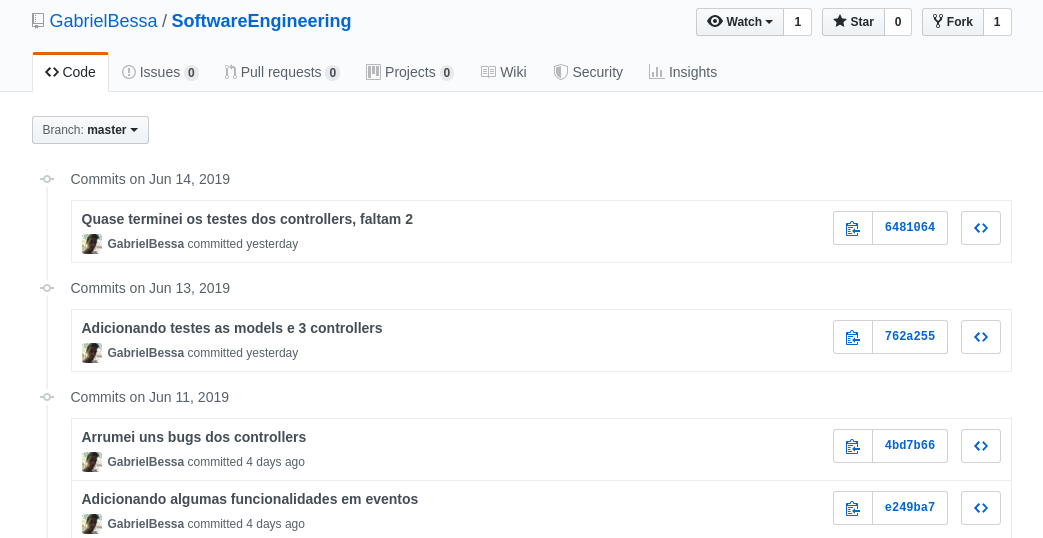 GabrielBessa / SoftwareEngineering
Watch 1 Star 0 Fork 1
Code Issues 0 Pull requests 0 Projects 0 Wiki Security Insights
Branch: master
Commits on Jun 14, 2019
Quase terminei os testes dos controllers, faltam 2
6481064
GabrielBessa committed yesterday
Commits on Jun 13, 2019
Adicionando testes as models e 3 controllers
762a255
GabrielBessa committed yesterday
Commits on Jun 11, 2019
Arrumei uns bugs dos controllers
4bd7b66
GabrielBessa committed 4 days ago
Adicionando algumas funcionalidades em eventos
e249ba7
GabrielBessa committed 4 days ago